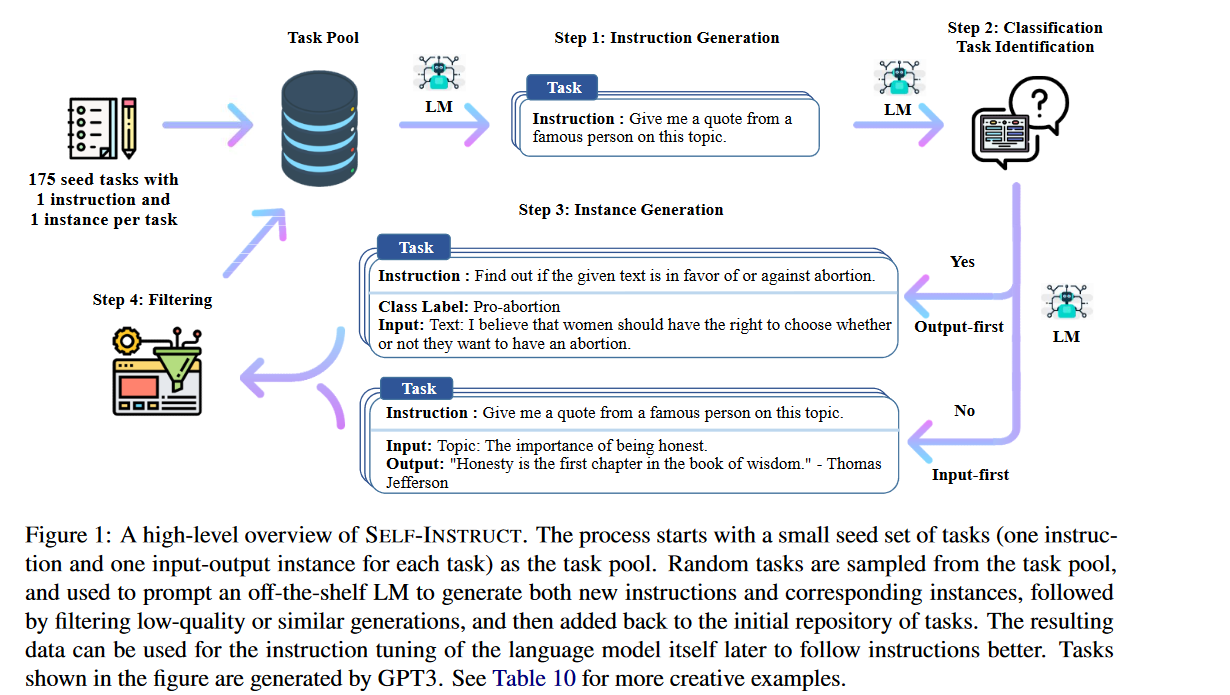 Task Pool
Step 1: Instruction Generation
Step 2: Classification
Task Identification
LM
Task
Instruction : Give me a quote from a
famous person on this topic.
LM
175 seed tasks with
1 instruction and
1 instance per task
Step 3: Instance Generation
Task
Instruction : Find out if the given text is in favor of or against abortion.
Class Label: Pro-abortion
Input: Text: I believe that women should have the right to choose whether
or not they want to have an abortion.
Yes
Output-first
LM
Step 4: Filtering
Task
Instruction : Give me a quote from a famous person on this topic.
Input: Topic: The importance of being honest.
Output: "Honesty is the first chapter in the book of wisdom." - Thomas
Jefferson
No
Input-first
Figure 1: A high-level overview of SELF-INSTRUCT. The process starts with a small seed set of tasks (one instruc-
tion and one input-output instance for each task) as the task pool. Random tasks are sampled from the task pool,
and used to prompt an off-the-shelf LM to generate both new instructions and corresponding instances, followed
by filtering low-quality or similar generations, and then added back to the initial repository of tasks. The resulting
data can be used for the instruction tuning of the language model itself later to follow instructions better. Tasks
shown in the figure are generated by GPT3. See Table 10 for more creative examples.